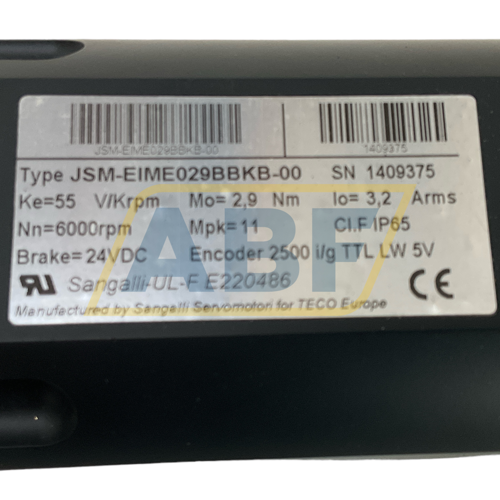 JSM-EIME029BBKB-00 1409375
Type JSM-EIME029BBKB-00 SN 1409375
Ke=55 V/Krpm Mo= 2,9 Nm Io= 3,2 Arms
Nn=6000rpm Mpk= 11 Cl.F IP65
Brake= 24VDC Encoder 2500 i/g TTL LW 5V
Sangalli-UL-F E220486 CE
Manufactured by Sangalli Servomotori for TECO Europe
ABF